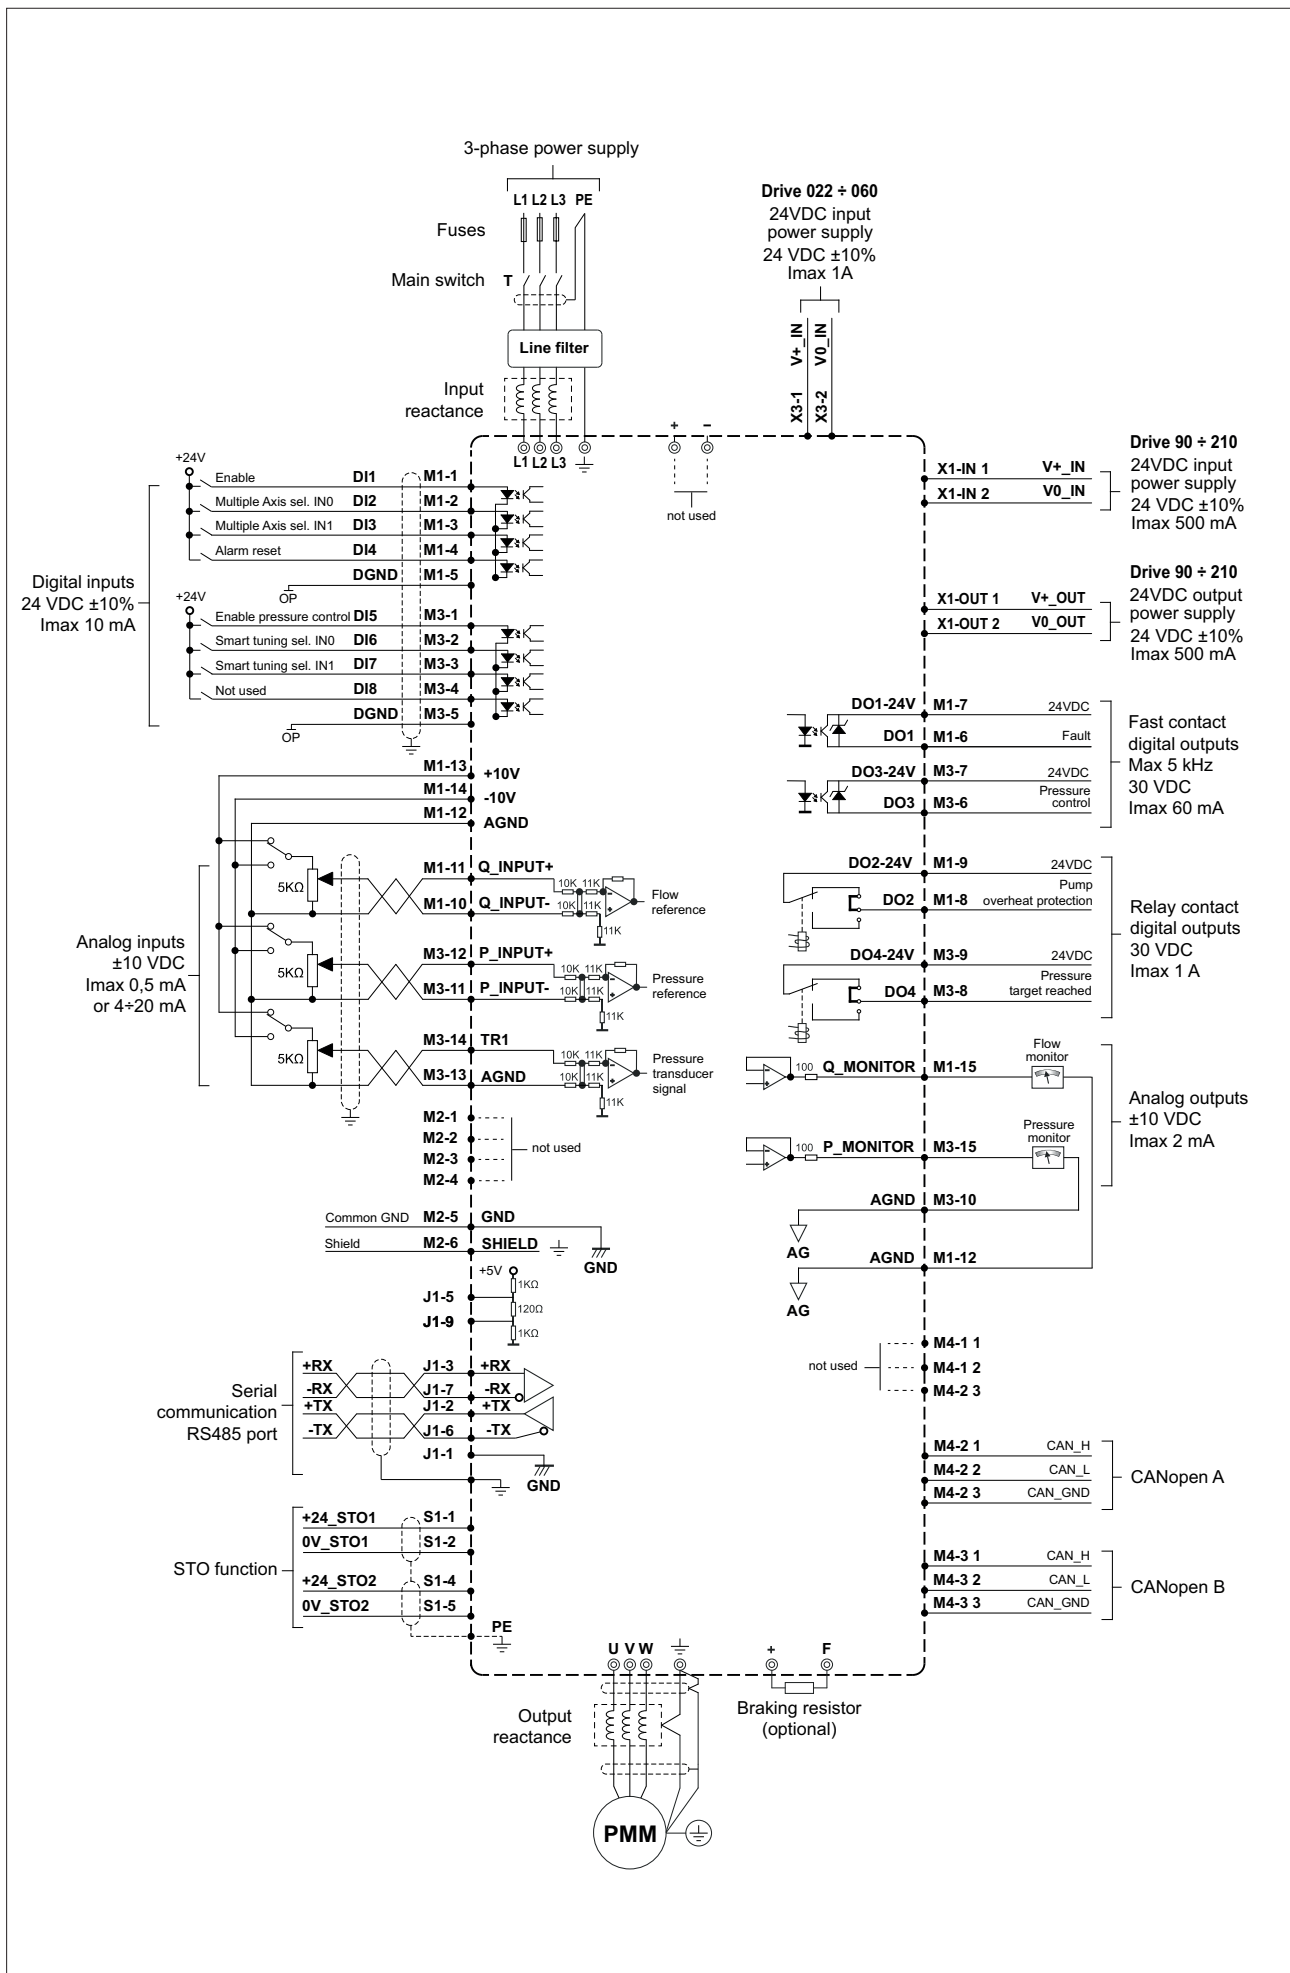 3-phase power supply
L1 L2 L3 PE
Fuses
Main switch T
Line filter
Input
reactance
L1 L2 L3
+ -
not used
Drive 022 ÷ 060
24VDC input
power supply
24 VDC ±10%
Imax 1A
X3-1 V+_IN
X3-2 V0_IN
Drive 90 ÷ 210
24VDC input
power supply
24 VDC ±10%
Imax 500 mA
X1-IN 1 V+_IN
X1-IN 2 V0_IN
Drive 90 ÷ 210
24VDC output
power supply
24 VDC ±10%
Imax 500 mA
X1-OUT 1 V+_OUT
X1-OUT 2 V0_OUT
Digital inputs
24 VDC ±10%
Imax 10 mA
+24V
Enable DI1 M1-1
Multiple Axis sel. IN0 DI2 M1-2
Multiple Axis sel. IN1 DI3 M1-3
Alarm reset DI4 M1-4
DGND M1-5
OP
+24V
Enable pressure control DI5 M3-1
Smart tuning sel. IN0 DI6 M3-2
Smart tuning sel. IN1 DI7 M3-3
Not used DI8 M3-4
DGND M3-5
OP
DO1-24V M1-7 24VDC
DO1 M1-6 Fault
DO3-24V M3-7 24VDC
DO3 M3-6 Pressure
control
Fast contact
digital outputs
Max 5 kHz
30 VDC
Imax 60 mA
M1-13 +10V
M1-14 -10V
M1-12 AGND
Analog inputs
±10 VDC
Imax 0,5 mA
or 4÷20 mA
5KΩ
M1-11 Q_INPUT+
M1-10 Q_INPUT-
10K 11K
10K 11K
11K
Flow
reference
5KΩ
M3-12 P_INPUT+
M3-11 P_INPUT-
10K 11K
10K 11K
11K
Pressure
reference
5KΩ
M3-14 TR1
M3-13 AGND
10K 11K
10K 11K
11K
Pressure
transducer
signal
DO2-24V M1-9 24VDC
DO2 M1-8 Pump
overheat protection
DO4-24V M3-9 24VDC
DO4 M3-8 Pressure
target reached
Relay contact
digital outputs
30 VDC
Imax 1 A
100 Q_MONITOR M1-15
Flow
monitor
100 P_MONITOR M3-15
Pressure
monitor
AGND M3-10
AG
AGND M1-12
AG
Analog outputs
±10 VDC
Imax 2 mA
M2-1
M2-2
M2-3
M2-4
not used
Common GND M2-5 GND
Shield M2-6 SHIELD
GND
+5V
1KΩ
J1-5
120Ω
J1-9
1KΩ
Serial
communication
RS485 port
+RX J1-3 +RX
-RX J1-7 -RX
+TX J1-2 +TX
-TX J1-6 -TX
J1-1
GND
not used
M4-1 1
M4-1 2
M4-2 3
M4-2 1 CAN_H
M4-2 2 CAN_L
M4-2 3 CAN_GND
CANopen A
M4-3 1 CAN_H
M4-3 2 CAN_L
M4-3 3 CAN_GND
CANopen B
STO function
+24_STO1 S1-1
0V_STO1 S1-2
+24_STO2 S1-4
0V_STO2 S1-5
PE
U V W
+ F
Output
reactance
Braking resistor
(optional)
PMM